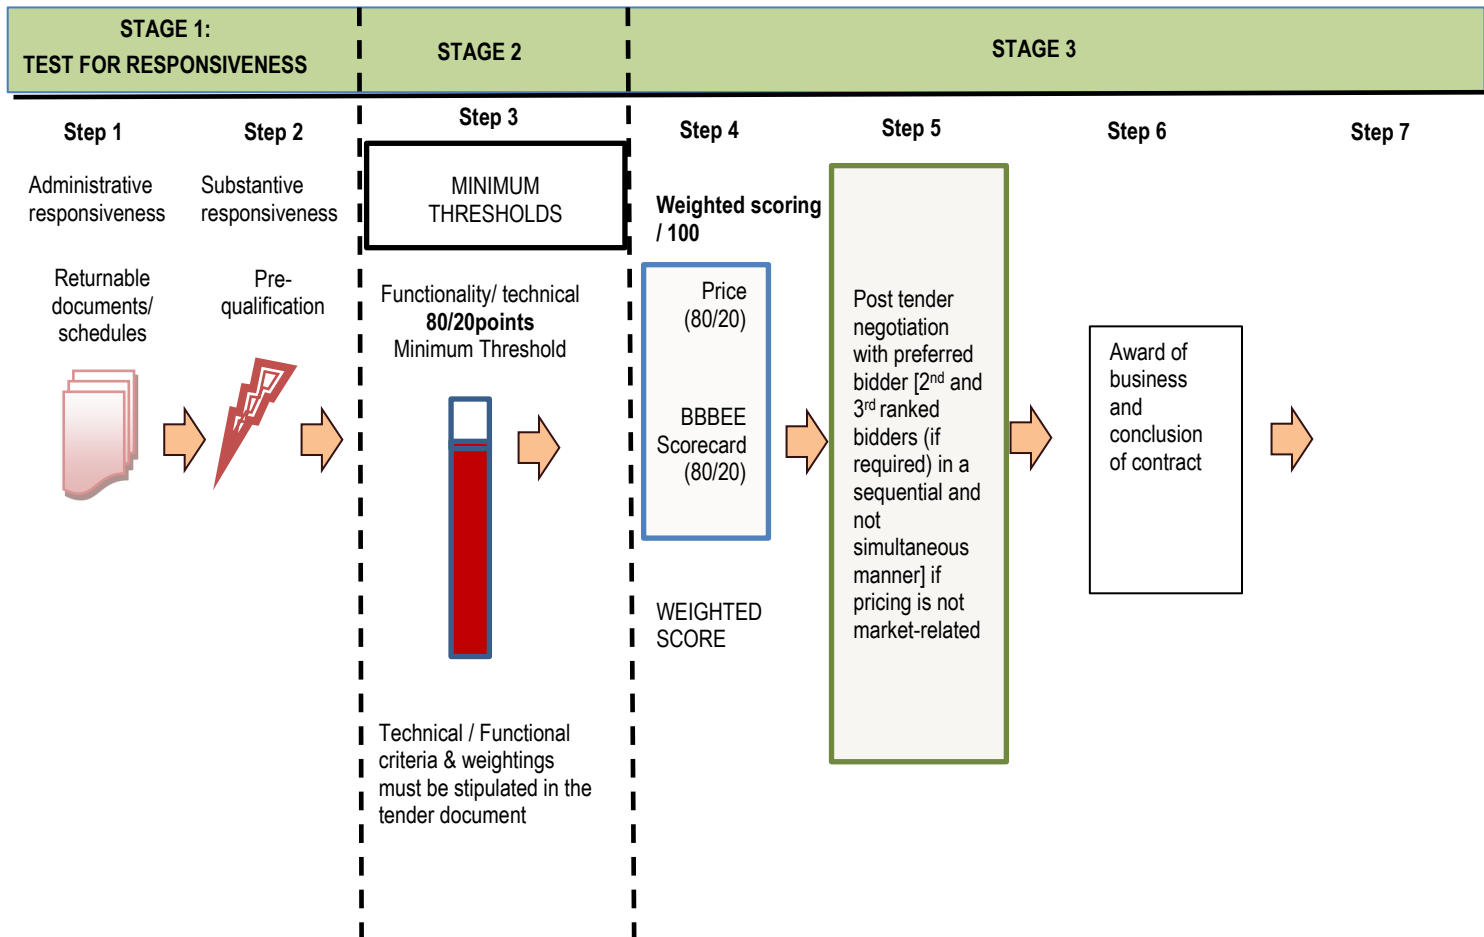 STAGE 1:
TEST FOR RESPONSIVENESS
STAGE 2
STAGE 3
Step 1
Step 2
Step 3
Step 4
Step 5
Step 6
Step 7
Administrative
responsiveness
Returnable
documents/
schedules
Substantive
responsiveness
Pre-
qualification
MINIMUM
THRESHOLDS
Functionality/ technical
80/20points
Minimum Threshold
Technical / Functional
criteria & weightings
must be stipulated in the
tender document
Weighted scoring
/ 100
Price
(80/20)
BBBEE
Scorecard
(80/20)
WEIGHTED
SCORE
Post tender
negotiation
with preferred
bidder [2nd and
3rd ranked
bidders (if
required) in a
sequential and
not
simultaneous
manner] if
pricing is not
market-related
Award of
business
and
conclusion
of contract